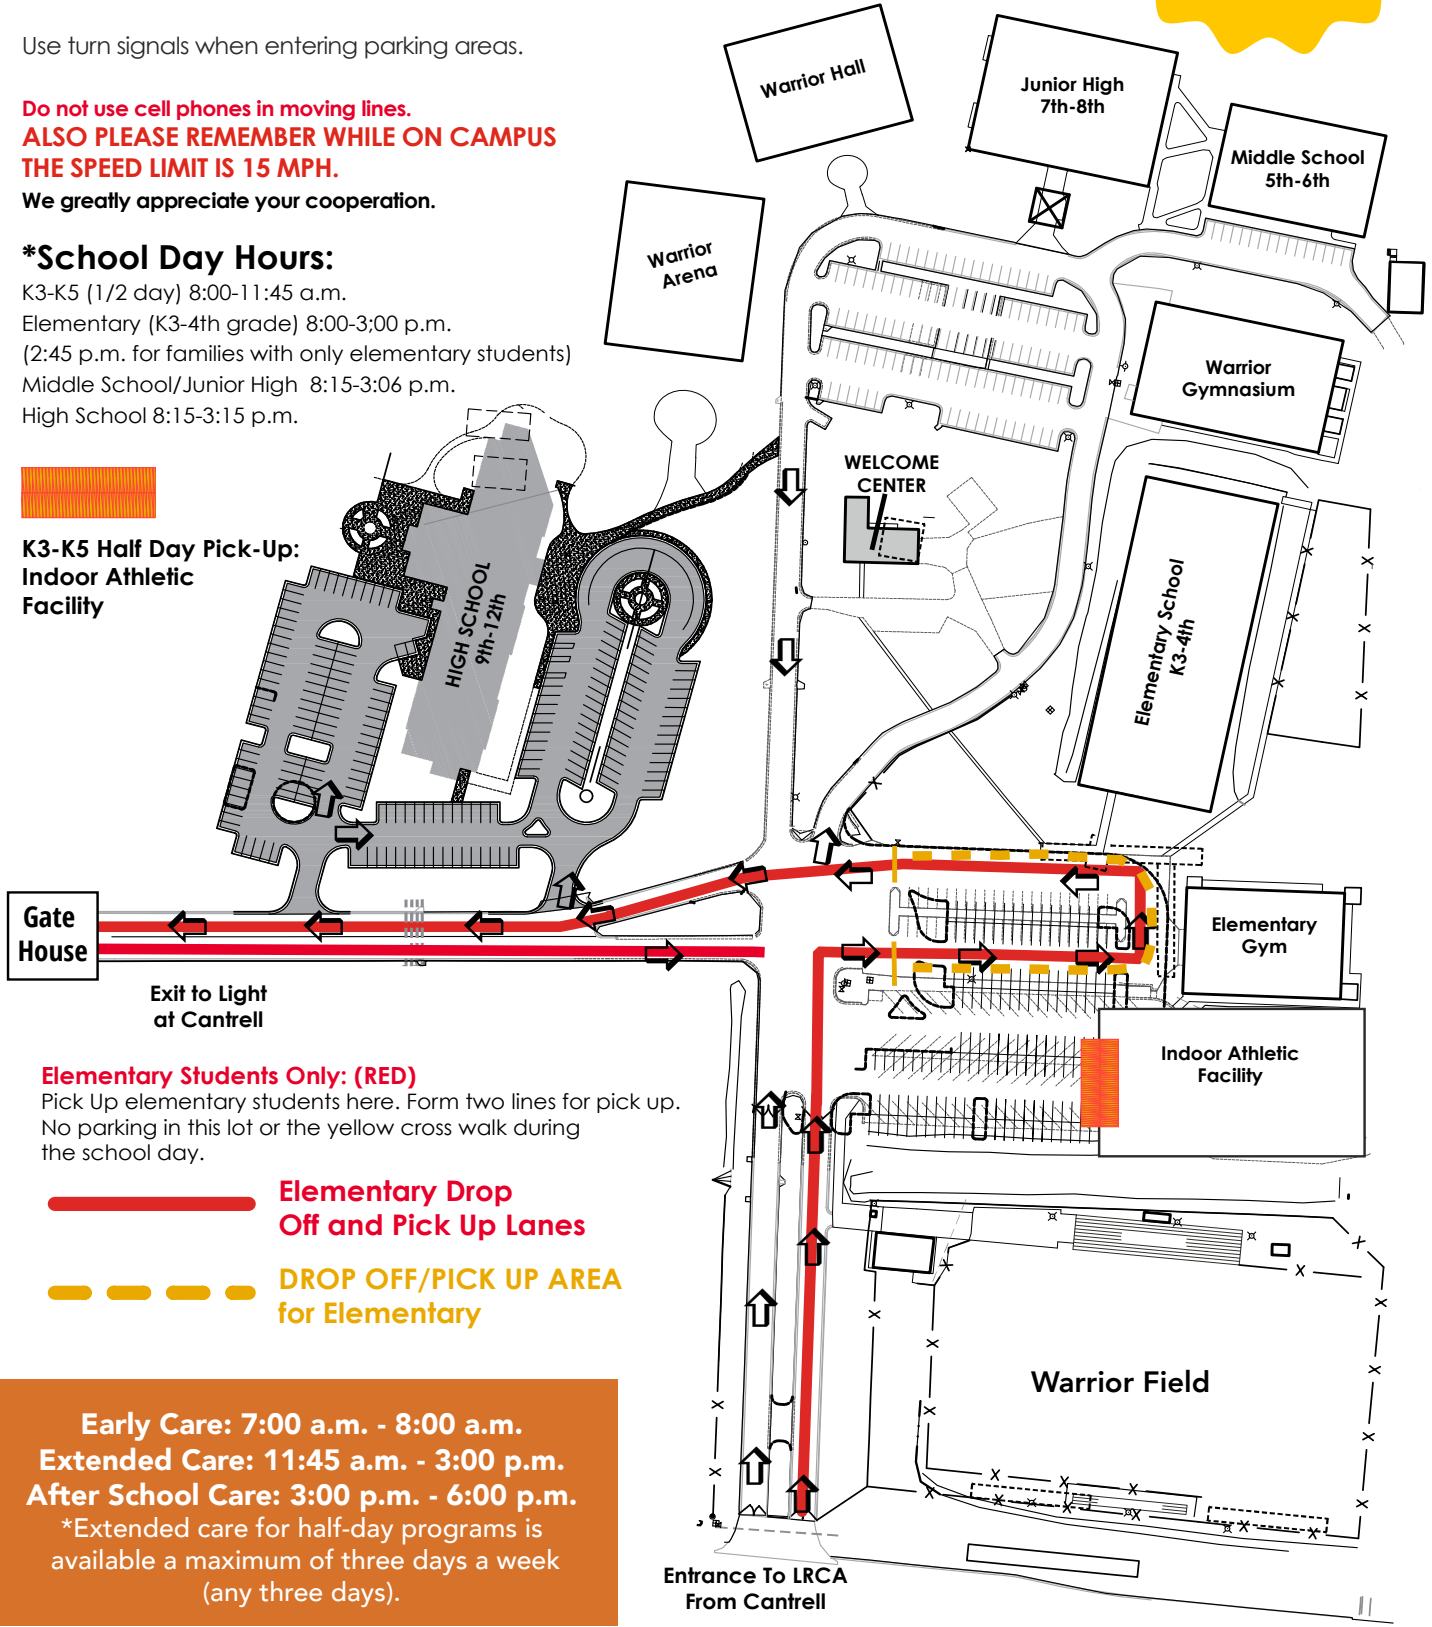 Use turn signals when entering parking areas.
Do not use cell phones in moving lines.
ALSO PLEASE REMEMBER WHILE ON CAMPUS
THE SPEED LIMIT IS 15 MPH.
We greatly appreciate your cooperation.
*School Day Hours:
K3-K5 (1/2 day) 8:00-11:45 a.m.
Elementary (K3-4th grade) 8:00-3;00 p.m.
(2:45 p.m. for families with only elementary students)
Middle School/Junior High 8:15-3:06 p.m.
High School 8:15-3:15 p.m.
K3-K5 Half Day Pick-Up:
Indoor Athletic
Facility
Warrior Hall
Junior High
7th-8th
Middle School
5th-6th
Warrior
Arena
Warrior
Gymnasium
WELCOME
CENTER
HIGH SCHOOL
9th-12th
Elementary School
K3-4th
Gate
House
Elementary
Gym
Exit to Light
at Cantrell
Indoor Athletic
Facility
Elementary Students Only: (RED)
Pick Up elementary students here. Form two lines for pick up.
No parking in this lot or the yellow cross walk during
the school day.
Elementary Drop
Off and Pick Up Lanes
DROP OFF/PICK UP AREA
for Elementary
Warrior Field
Early Care: 7:00 a.m. - 8:00 a.m.
Extended Care: 11:45 a.m. - 3:00 p.m.
After School Care: 3:00 p.m. - 6:00 p.m.
*Extended care for half-day programs is
available a maximum of three days a week
(any three days).
Entrance To LRCA
From Cantrell